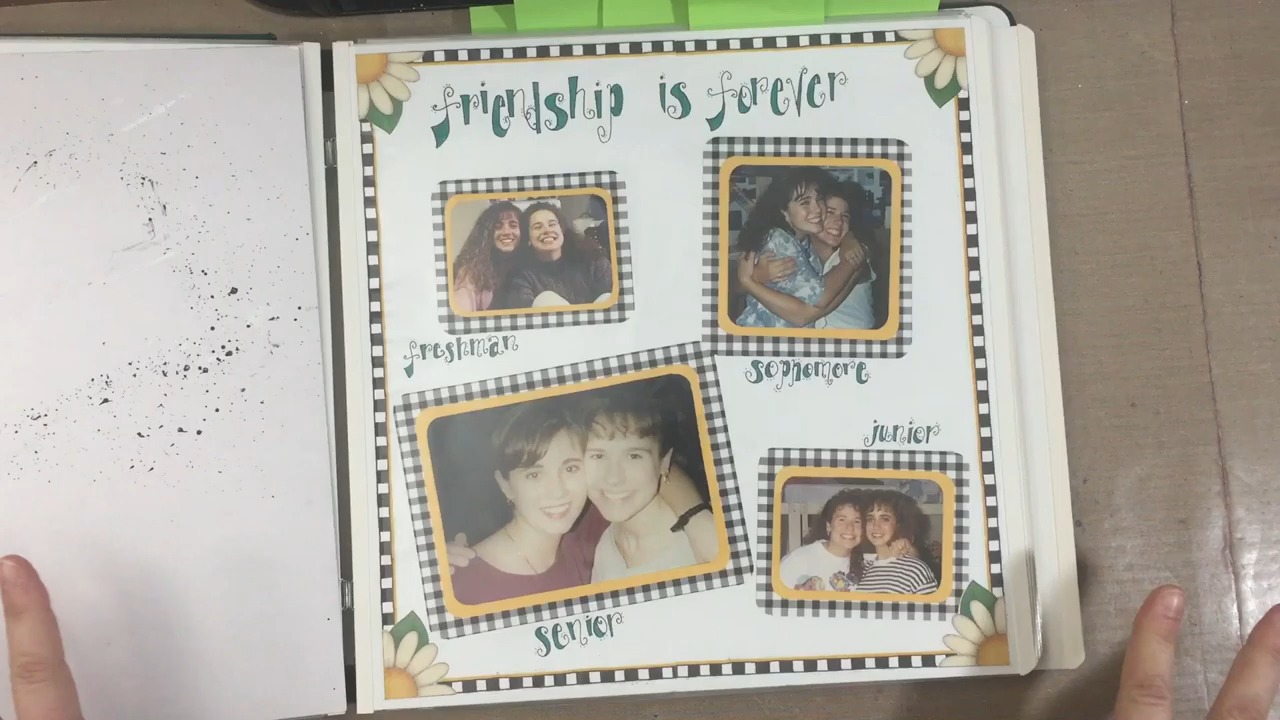 friendship is forever
freshman
sophomore
junior
senior